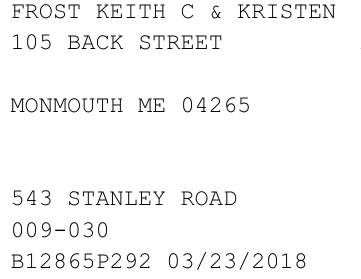 FROST KEITH C & KRISTEN
105 BACK STREET
MONMOUTH ME 04265
543 STANLEY ROAD
009-030
B12865P292 03/23/2018